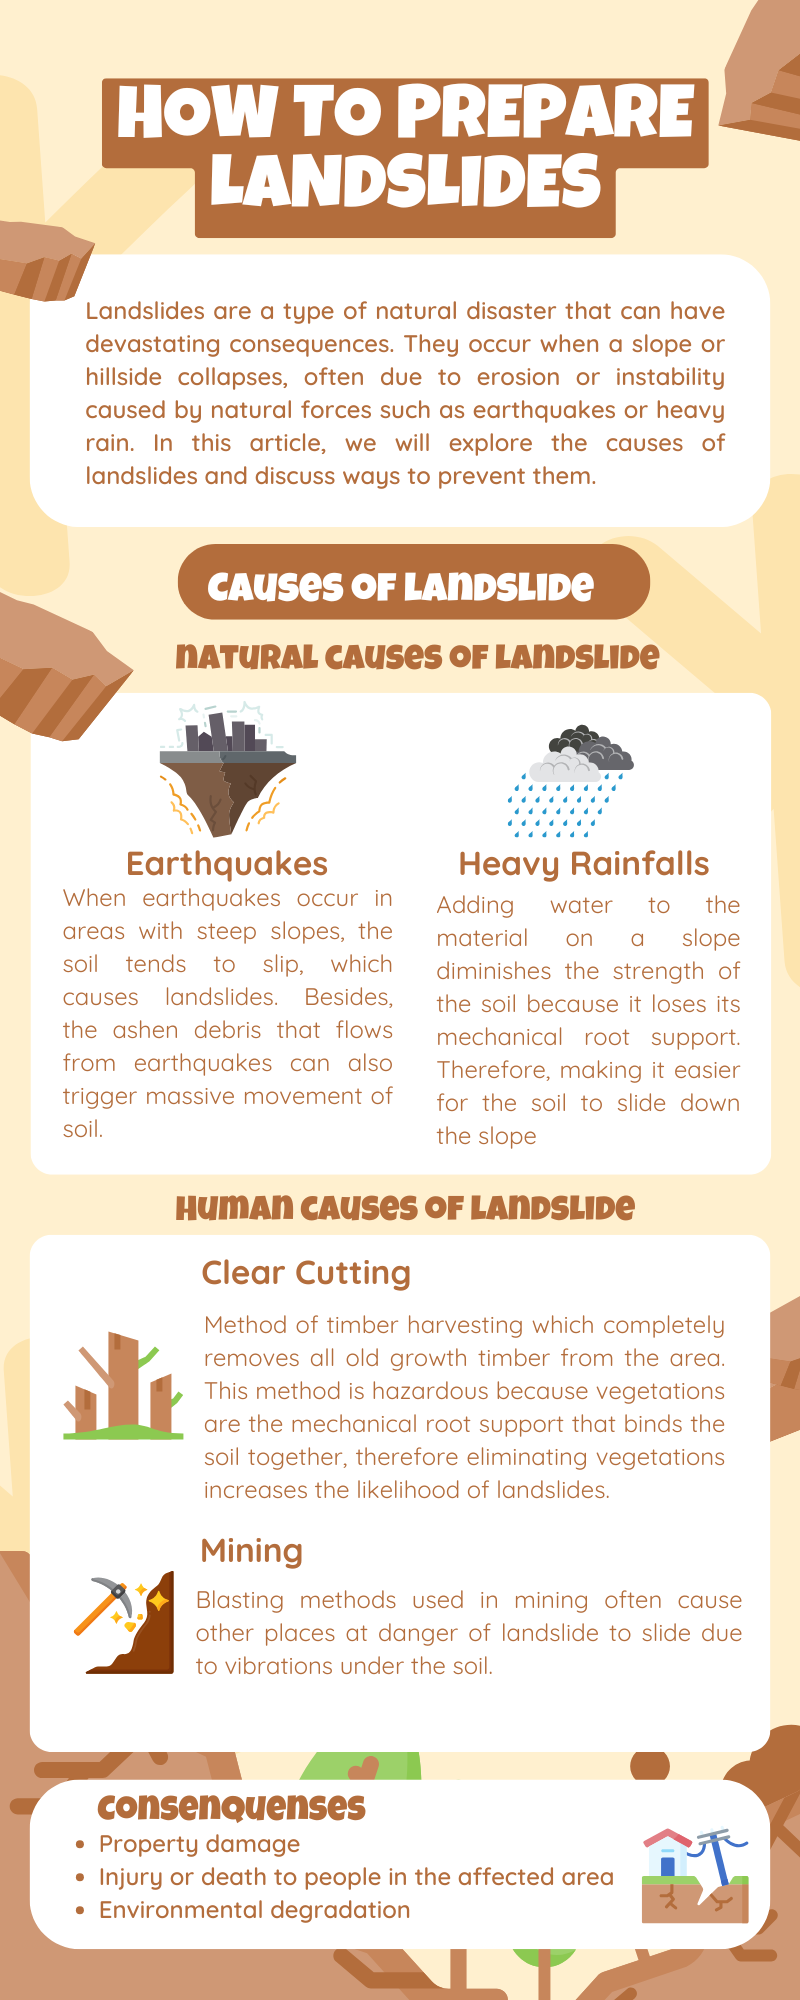 HOW TO PREPARE
LANDSLIDES
Landslides are a type of natural disaster that can have
devastating consequences. They occur when a slope or
hillside collapses, often due to erosion or instability
caused by natural forces such as earthquakes or heavy
rain. In this article, we will explore the causes of
landslides and discuss ways to prevent them.
Causes of Landslide
Natural Causes of Landslide
Earthquakes
When earthquakes occur in
areas with steep slopes, the
soil tends to slip, which
causes landslides. Besides,
the ashen debris that flows
from earthquakes can also
trigger massive movement of
soil.
Heavy Rainfalls
Adding water to the
material on a slope
diminishes the strength of
the soil because it loses its
mechanical root support.
Therefore, making it easier
for the soil to slide down
the slope
Human Causes of Landslide
Clear Cutting
Method of timber harvesting which completely
removes all old growth timber from the area.
This method is hazardous because vegetations
are the mechanical root support that binds the
soil together, therefore eliminating vegetations
increases the likelihood of landslides.
Mining
Blasting methods used in mining often cause
other places at danger of landslide to slide due
to vibrations under the soil.
Consenquenses
• Property damage
• Injury or death to people in the affected area
• Environmental degradation